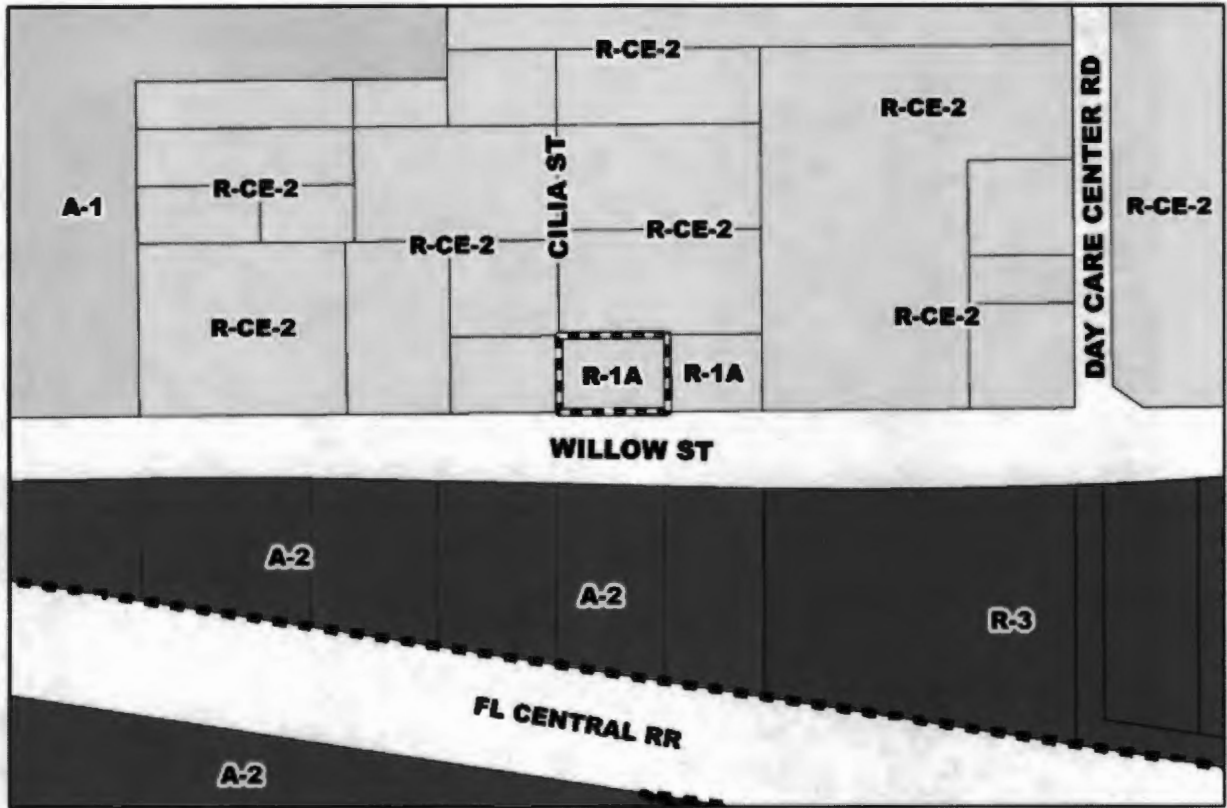 R-CE-2
R-CE-2
DAY CARE CENTER RD
CILIA ST
A-1
R-CE-2
R-CE-2
R-CE-2
R-CE-2
R-CE-2
R-CE-2
R-1A
R-1A
WILLOW ST
A-2
A-2
R-3
FL CENTRAL RR
A-2